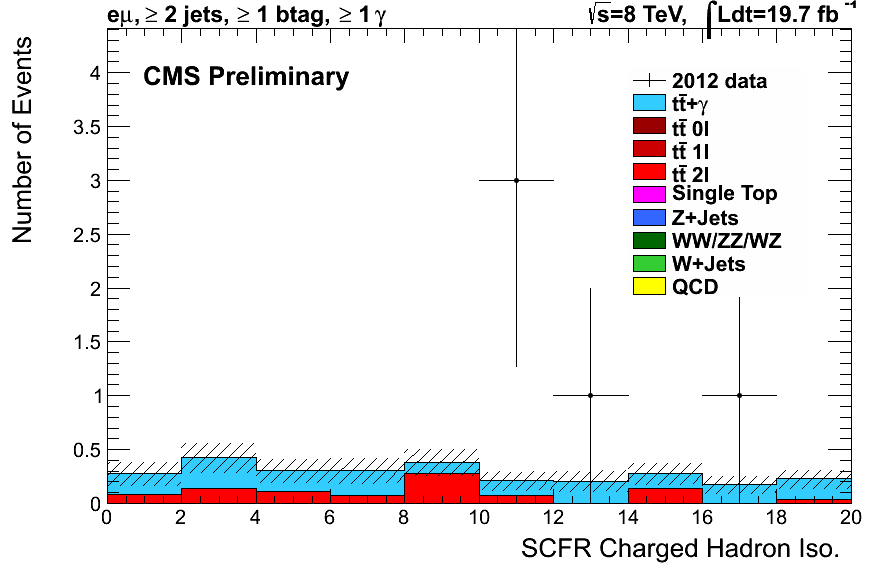 eμ, ≥ 2 jets, ≥ 1 btag, ≥ 1 γ
√s=8 TeV, ∫Ldt=19.7 fb⁻¹
CMS Preliminary
Number of Events
4
3.5
3
2.5
2
1.5
1
0.5
0
2012 data
tt̄+γ
tt̄ 0l
tt̄ 1l
tt̄ 2l
Single Top
Z+Jets
WW/ZZ/WZ
W+Jets
QCD
0 2 4 6 8 10 12 14 16 18 20
SCFR Charged Hadron Iso.